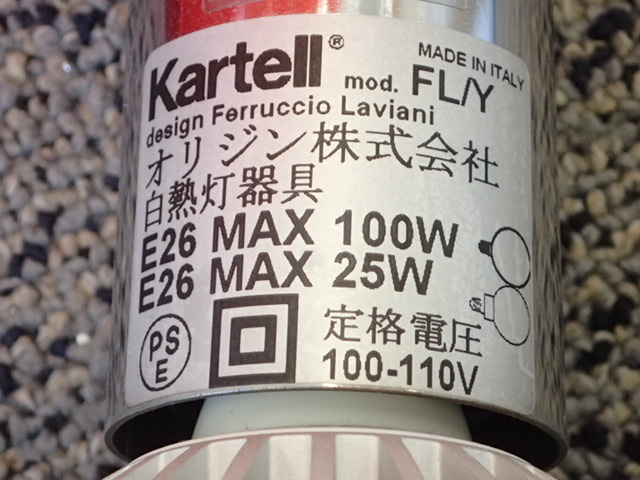 Kartell® mod. FL/Y MADE IN ITALY
design Ferruccio Laviani
オリジン株式会社
白熱灯器具
E26 MAX 100W
E26 MAX 25W
PS E 定格電圧
100-110V